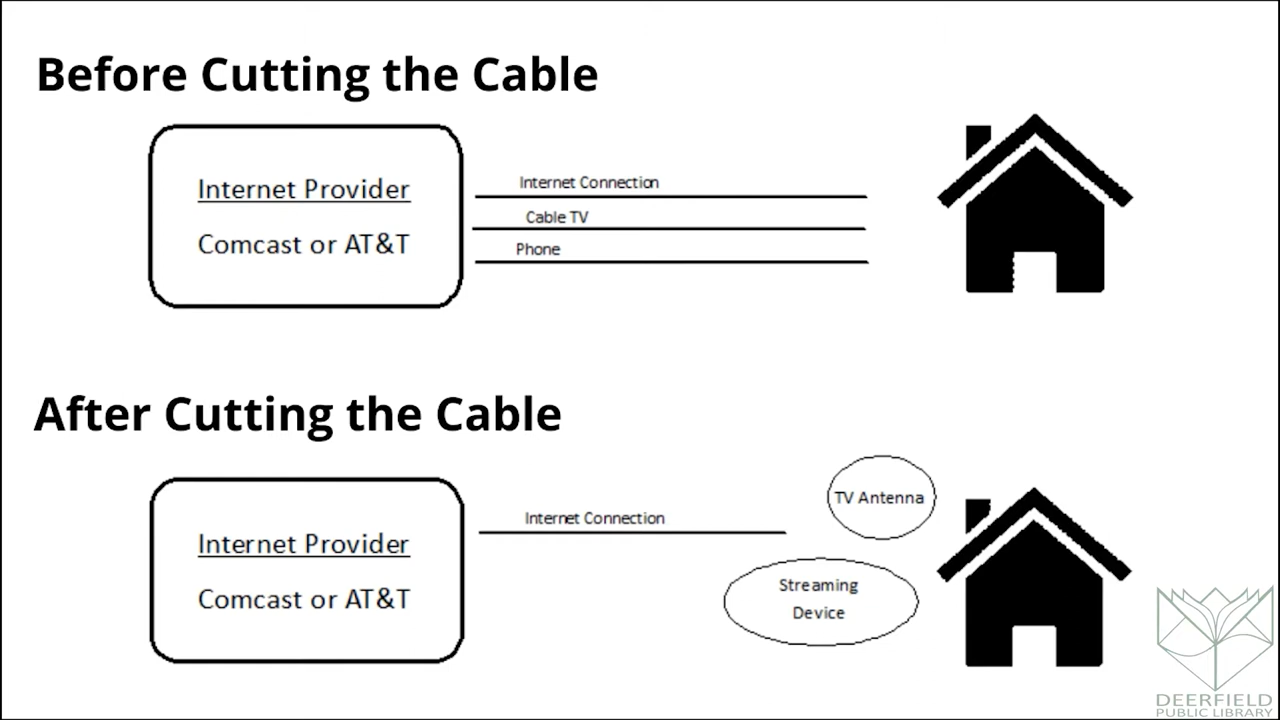 Before Cutting the Cable
Internet Provider
Comcast or AT&T
Internet Connection
Cable TV
Phone
After Cutting the Cable
Internet Provider
Comcast or AT&T
Internet Connection
TV Antenna
Streaming
Device
DEERFIELD
PUBLIC LIBRARY